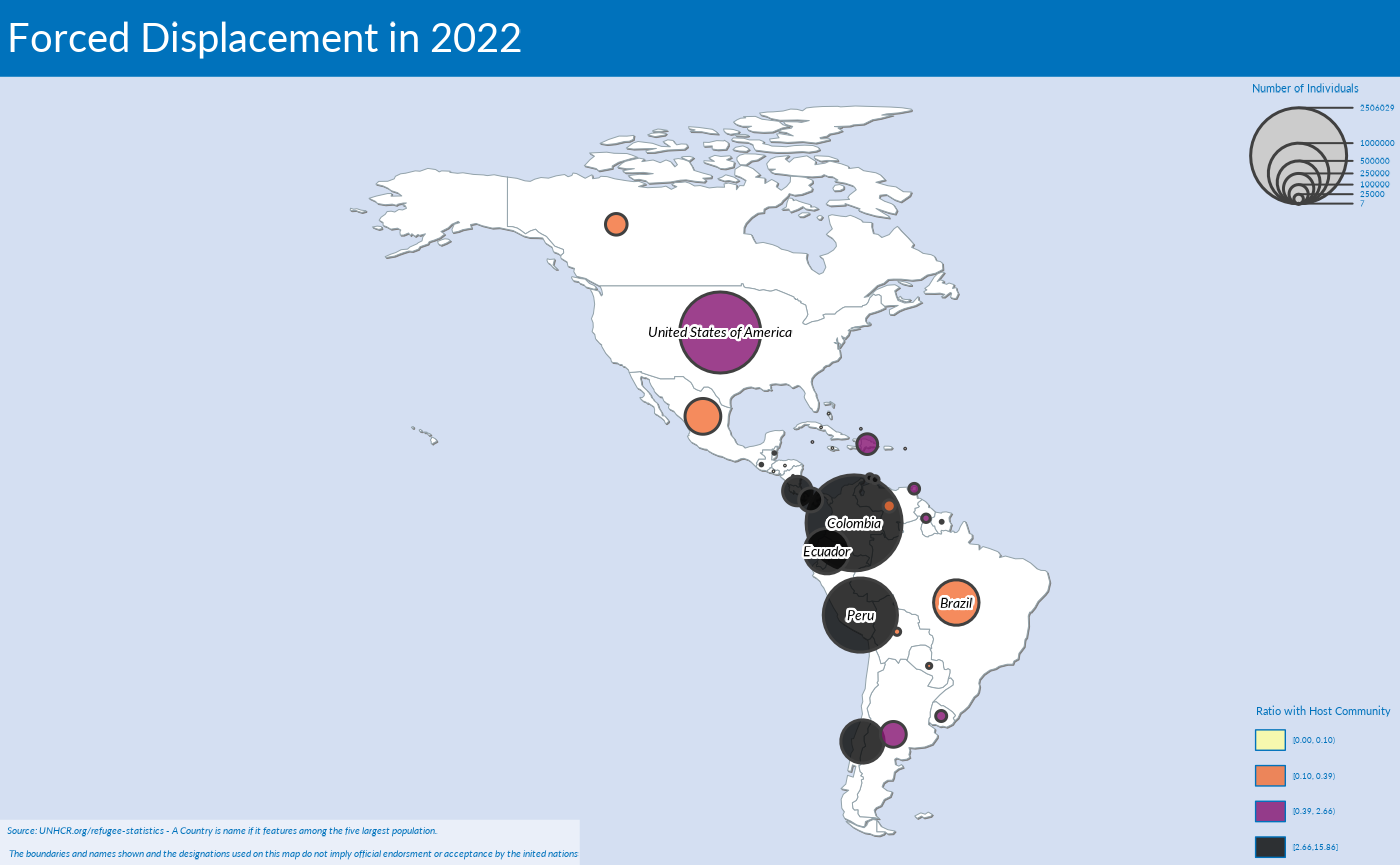 Forced Displacement in 2022
Number of Individuals
2506029
1000000
500000
250000
100000
25000
7
United States of America
Colombia
Ecuador
Peru
Brazil
Ratio with Host Community
[0.00, 0.10)
[0.10, 0.39)
[0.39, 2.66)
[2.66,15.86]
Source: UNHCR.org/refugee-statistics - A Country is name if it features among the five largest population.
The boundaries and names shown and the designations used on this map do not imply official endorsment or acceptance by the inited nations